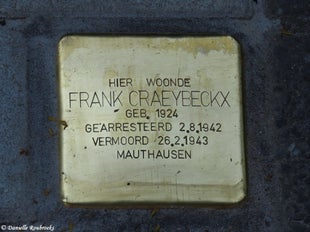 HIER WOONDE
FRANK CRAEYBECKX
GEB. 1924
GEARRESTEERD 2.8.1942
VERMOORD 26.2.1943
MAUTHAUSEN
© Danielle Roubroeks